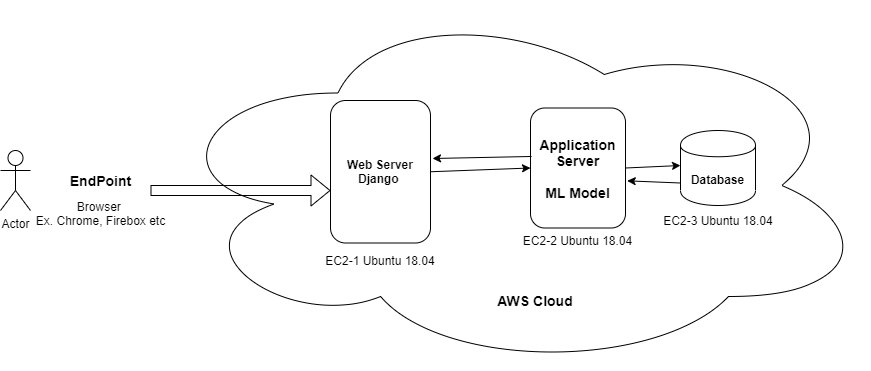 EndPoint
Browser
Actor
Ex. Chrome, Firebox etc
Web Server
Django
EC2-1 Ubuntu 18.04
Application
Server
ML Model
EC2-2 Ubuntu 18.04
Database
EC2-3 Ubuntu 18.04
AWS Cloud